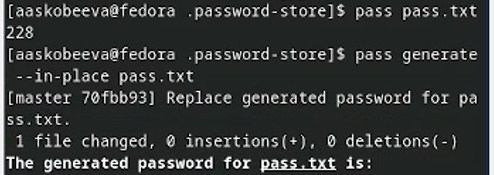 [aaskobeeva@fedora .password-store]$ pass pass.txt
228
[aaskobeeva@fedora .password-store]$ pass generate
 --in-place pass.txt
[master 70fbb93] Replace generated password for pa
ss.txt.
 1 file changed, 0 insertions(+), 0 deletions(-)
The generated password for pass.txt is: